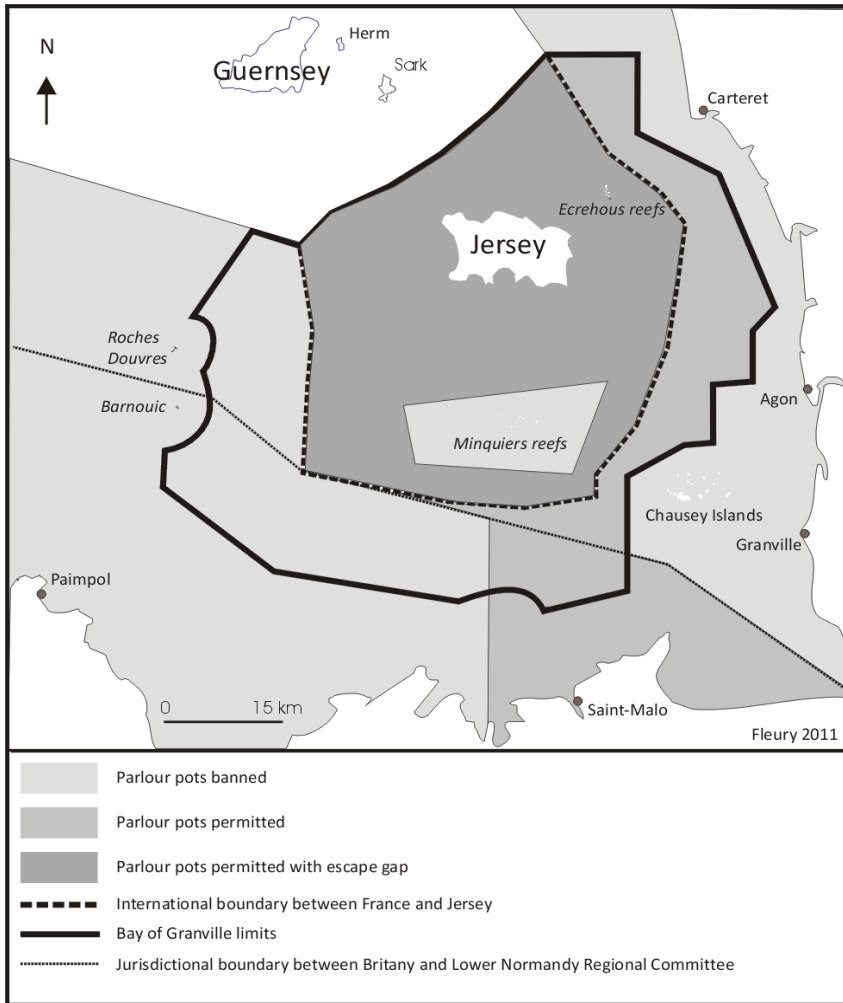 N
Herm
Guernsey
Sark
Carteret
Ecrehous reefs
Jersey
Roches
Douvres
Barnouic
Agon
Minquiers reefs
Chausey Islands
Granville
Paimpol
0 15 km
Saint-Malo
Fleury 2011
Parlour pots banned
Parlour pots permitted
Parlour pots permitted with escape gap
International boundary between France and Jersey
Bay of Granville limits
Jurisdictional boundary between Britany and Lower Normandy Regional Committee